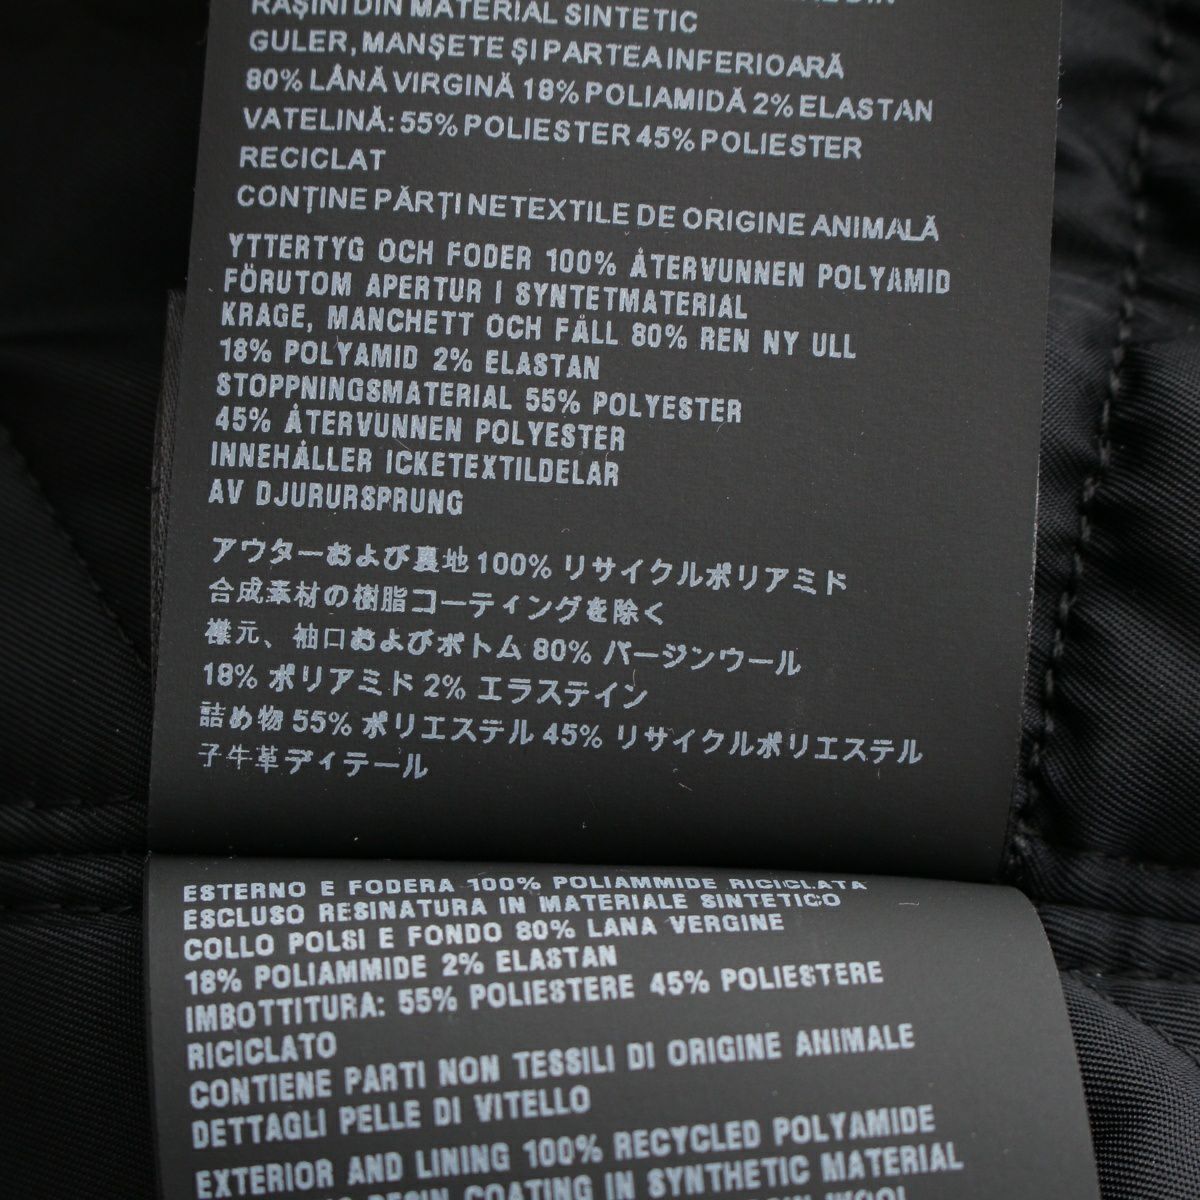 RĂȘINI DIN MATERIAL SINTETIC
GULER, MANȘETE ȘI PARTEA INFERIOARĂ
80% LÂNĂ VIRGINĂ 18% POLIAMIDĂ 2% ELASTAN
VATELINĂ: 55% POLIESTER 45% POLIESTER
RECICLAT
CONȚINE PĂRȚI NETEXTILE DE ORIGINE ANIMALĂ
YTTERTYG OCH FODER 100% ÅTERVUNNEN POLYAMID
FÖRUTOM APERTUR I SYNTETMATERIAL
KRAGE, MANCHETT OCH FÅLL 80% REN NY ULL
18% POLYAMID 2% ELASTAN
STOPPNINGSMATERIAL 55% POLYESTER
45% ÅTERVUNNEN POLYESTER
INNEHÅLLER ICKETEXTILDELAR
AV DJURURSPRUNG
アウターおよび裏地 100% リサイクルポリアミド
合成素材の樹脂コーティングを除く
襟元、袖口およびボトム 80% バージンウール
18% ポリアミド 2% エラステイン
詰め物 55% ポリエステル 45% リサイクルポリエステル
子牛革ディテール
ESTERNO E FODERA 100% POLIAMMIDE RICICLATA
ESCLUSO RESINATURA IN MATERIALE SINTETICO
COLLO POLSI E FONDO 80% LANA VERGINE
18% POLIAMMIDE 2% ELASTAN
IMBOTTITURA: 55% POLIESTERE 45% POLIESTERE
RICICLATO
CONTIENE PARTI NON TESSILI DI ORIGINE ANIMALE
DETTAGLI PELLE DI VITELLO
EXTERIOR AND LINING 100% RECYCLED POLYAMIDE
RESIN COATING IN SYNTHETIC MATERIAL